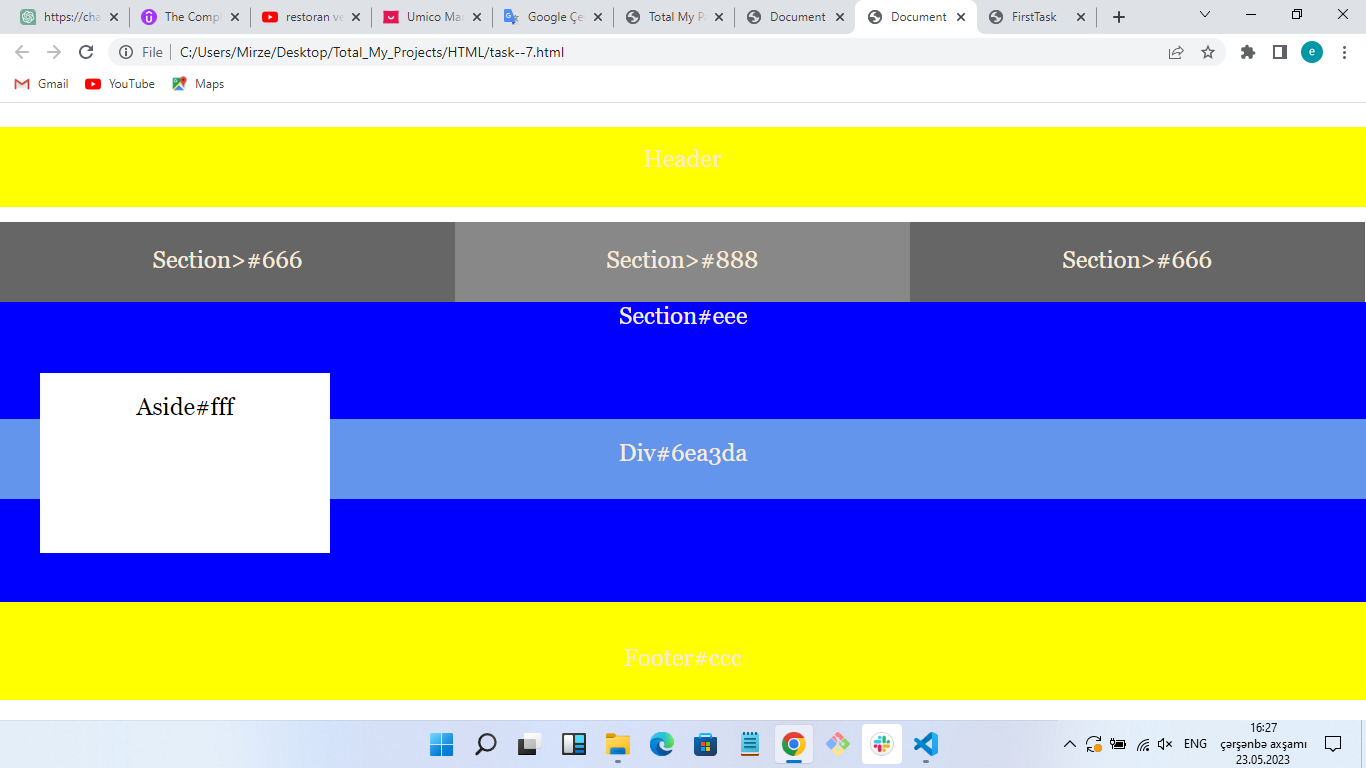 https://cha
The Compl
restoran ve
Umico Mar
Google Çe
Total My P
Document
Document
FirstTask
File
C:/Users/Mirze/Desktop/Total_My_Projects/HTML/task--7.html
e
Gmail
YouTube
Maps
Header
Section>#666
Section>#888
Section>#666
Section#eee
Aside#fff
Div#6ea3da
Footer#ccc
ENG
16:27
çərşənbə axşamı
23.05.2023